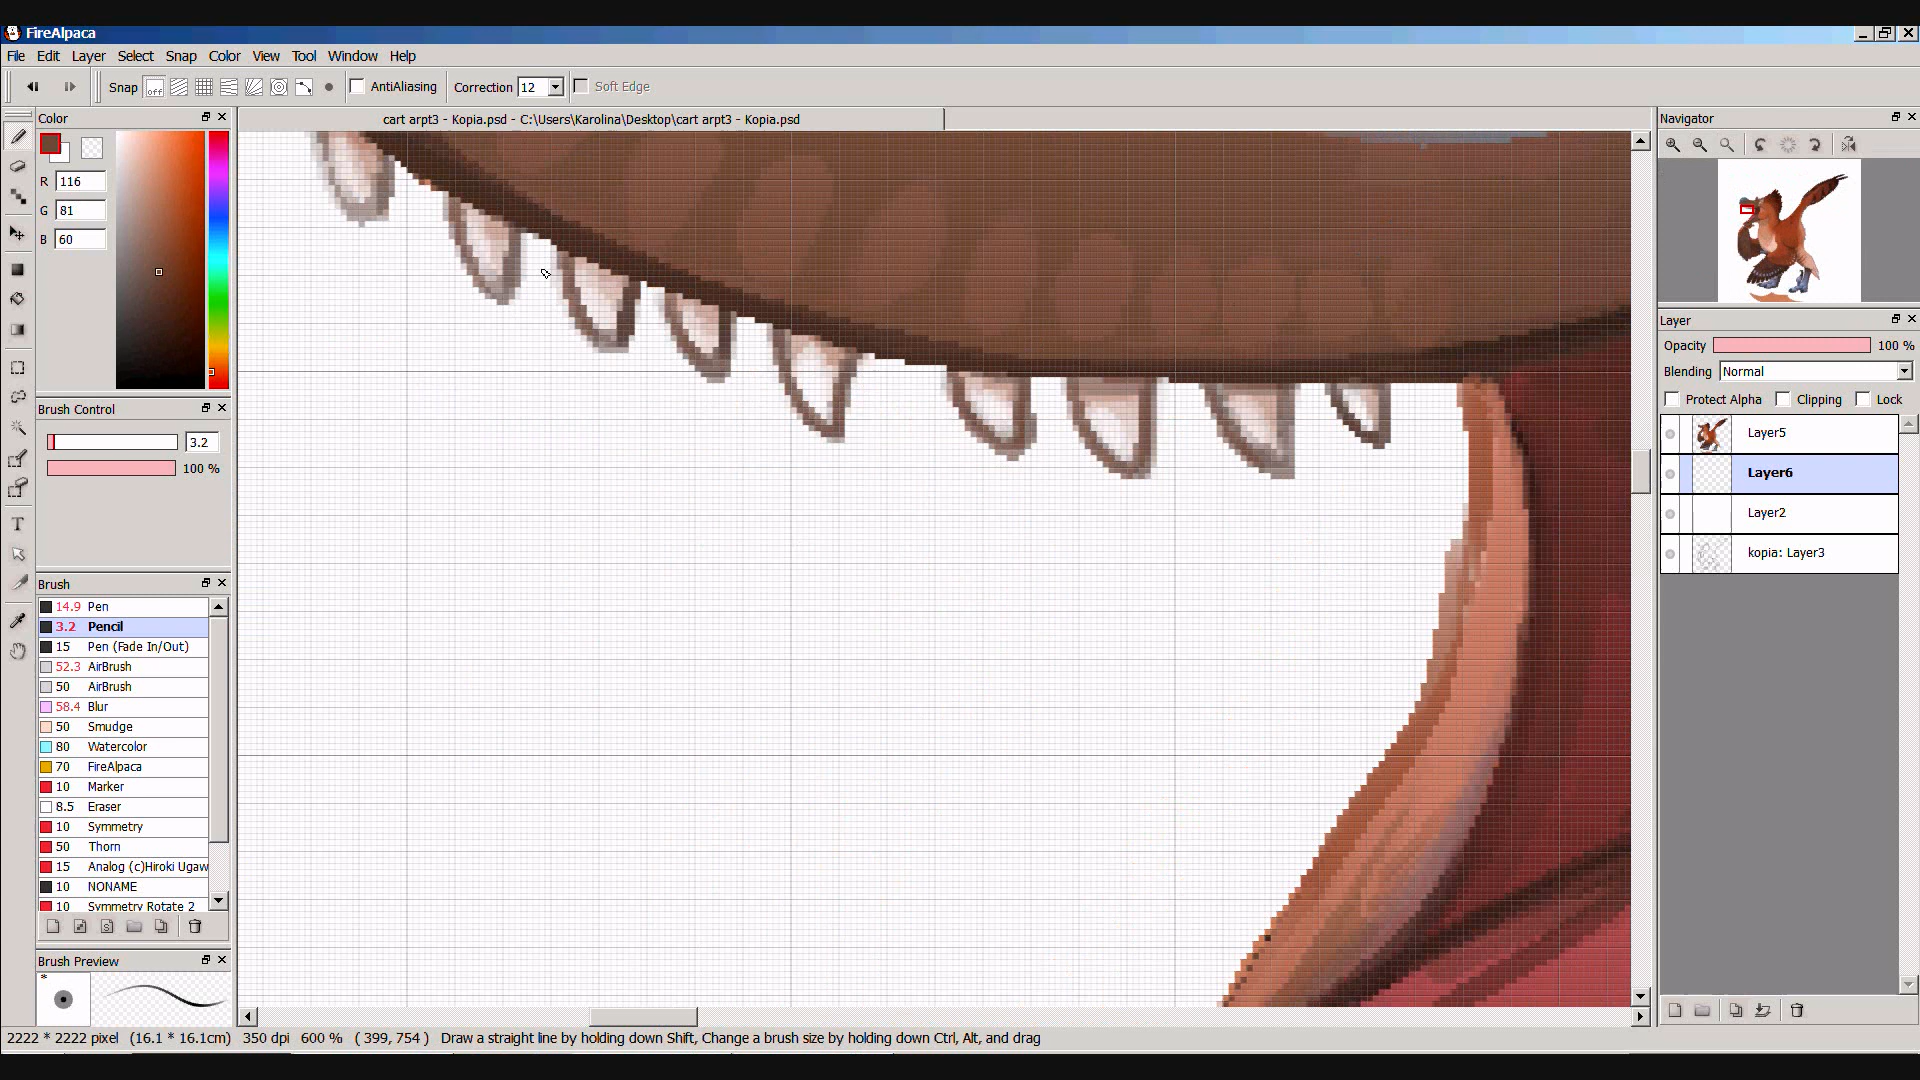 FireAlpaca
File Edit Layer Select Snap Color View Tool Window Help
Snap off AntiAliasing Correction 12 Soft Edge
Color
cart arpt3 - Kopia.psd - C:\Users\Karolina\Desktop\cart arpt3 - Kopia.psd
R 116
G 81
B 60
Brush Control
3.2
100 %
Brush
14.9 Pen
3.2 Pencil
15 Pen (Fade In/Out)
52.3 AirBrush
50 AirBrush
58.4 Blur
50 Smudge
80 Watercolor
70 FireAlpaca
10 Marker
8.5 Eraser
10 Symmetry
50 Thorn
15 Analog (c)Hiroki Ugaw
10 NONAME
10 Symmetry Rotate 2
Brush Preview
*
Navigator
Layer
Opacity 100 %
Blending Normal
Protect Alpha Clipping Lock
Layer5
Layer6
Layer2
kopia: Layer3
2222 * 2222 pixel (16.1 * 16.1cm) 350 dpi 600 % ( 399, 754 ) Draw a straight line by holding down Shift, Change a brush size by holding down Ctrl, Alt, and drag